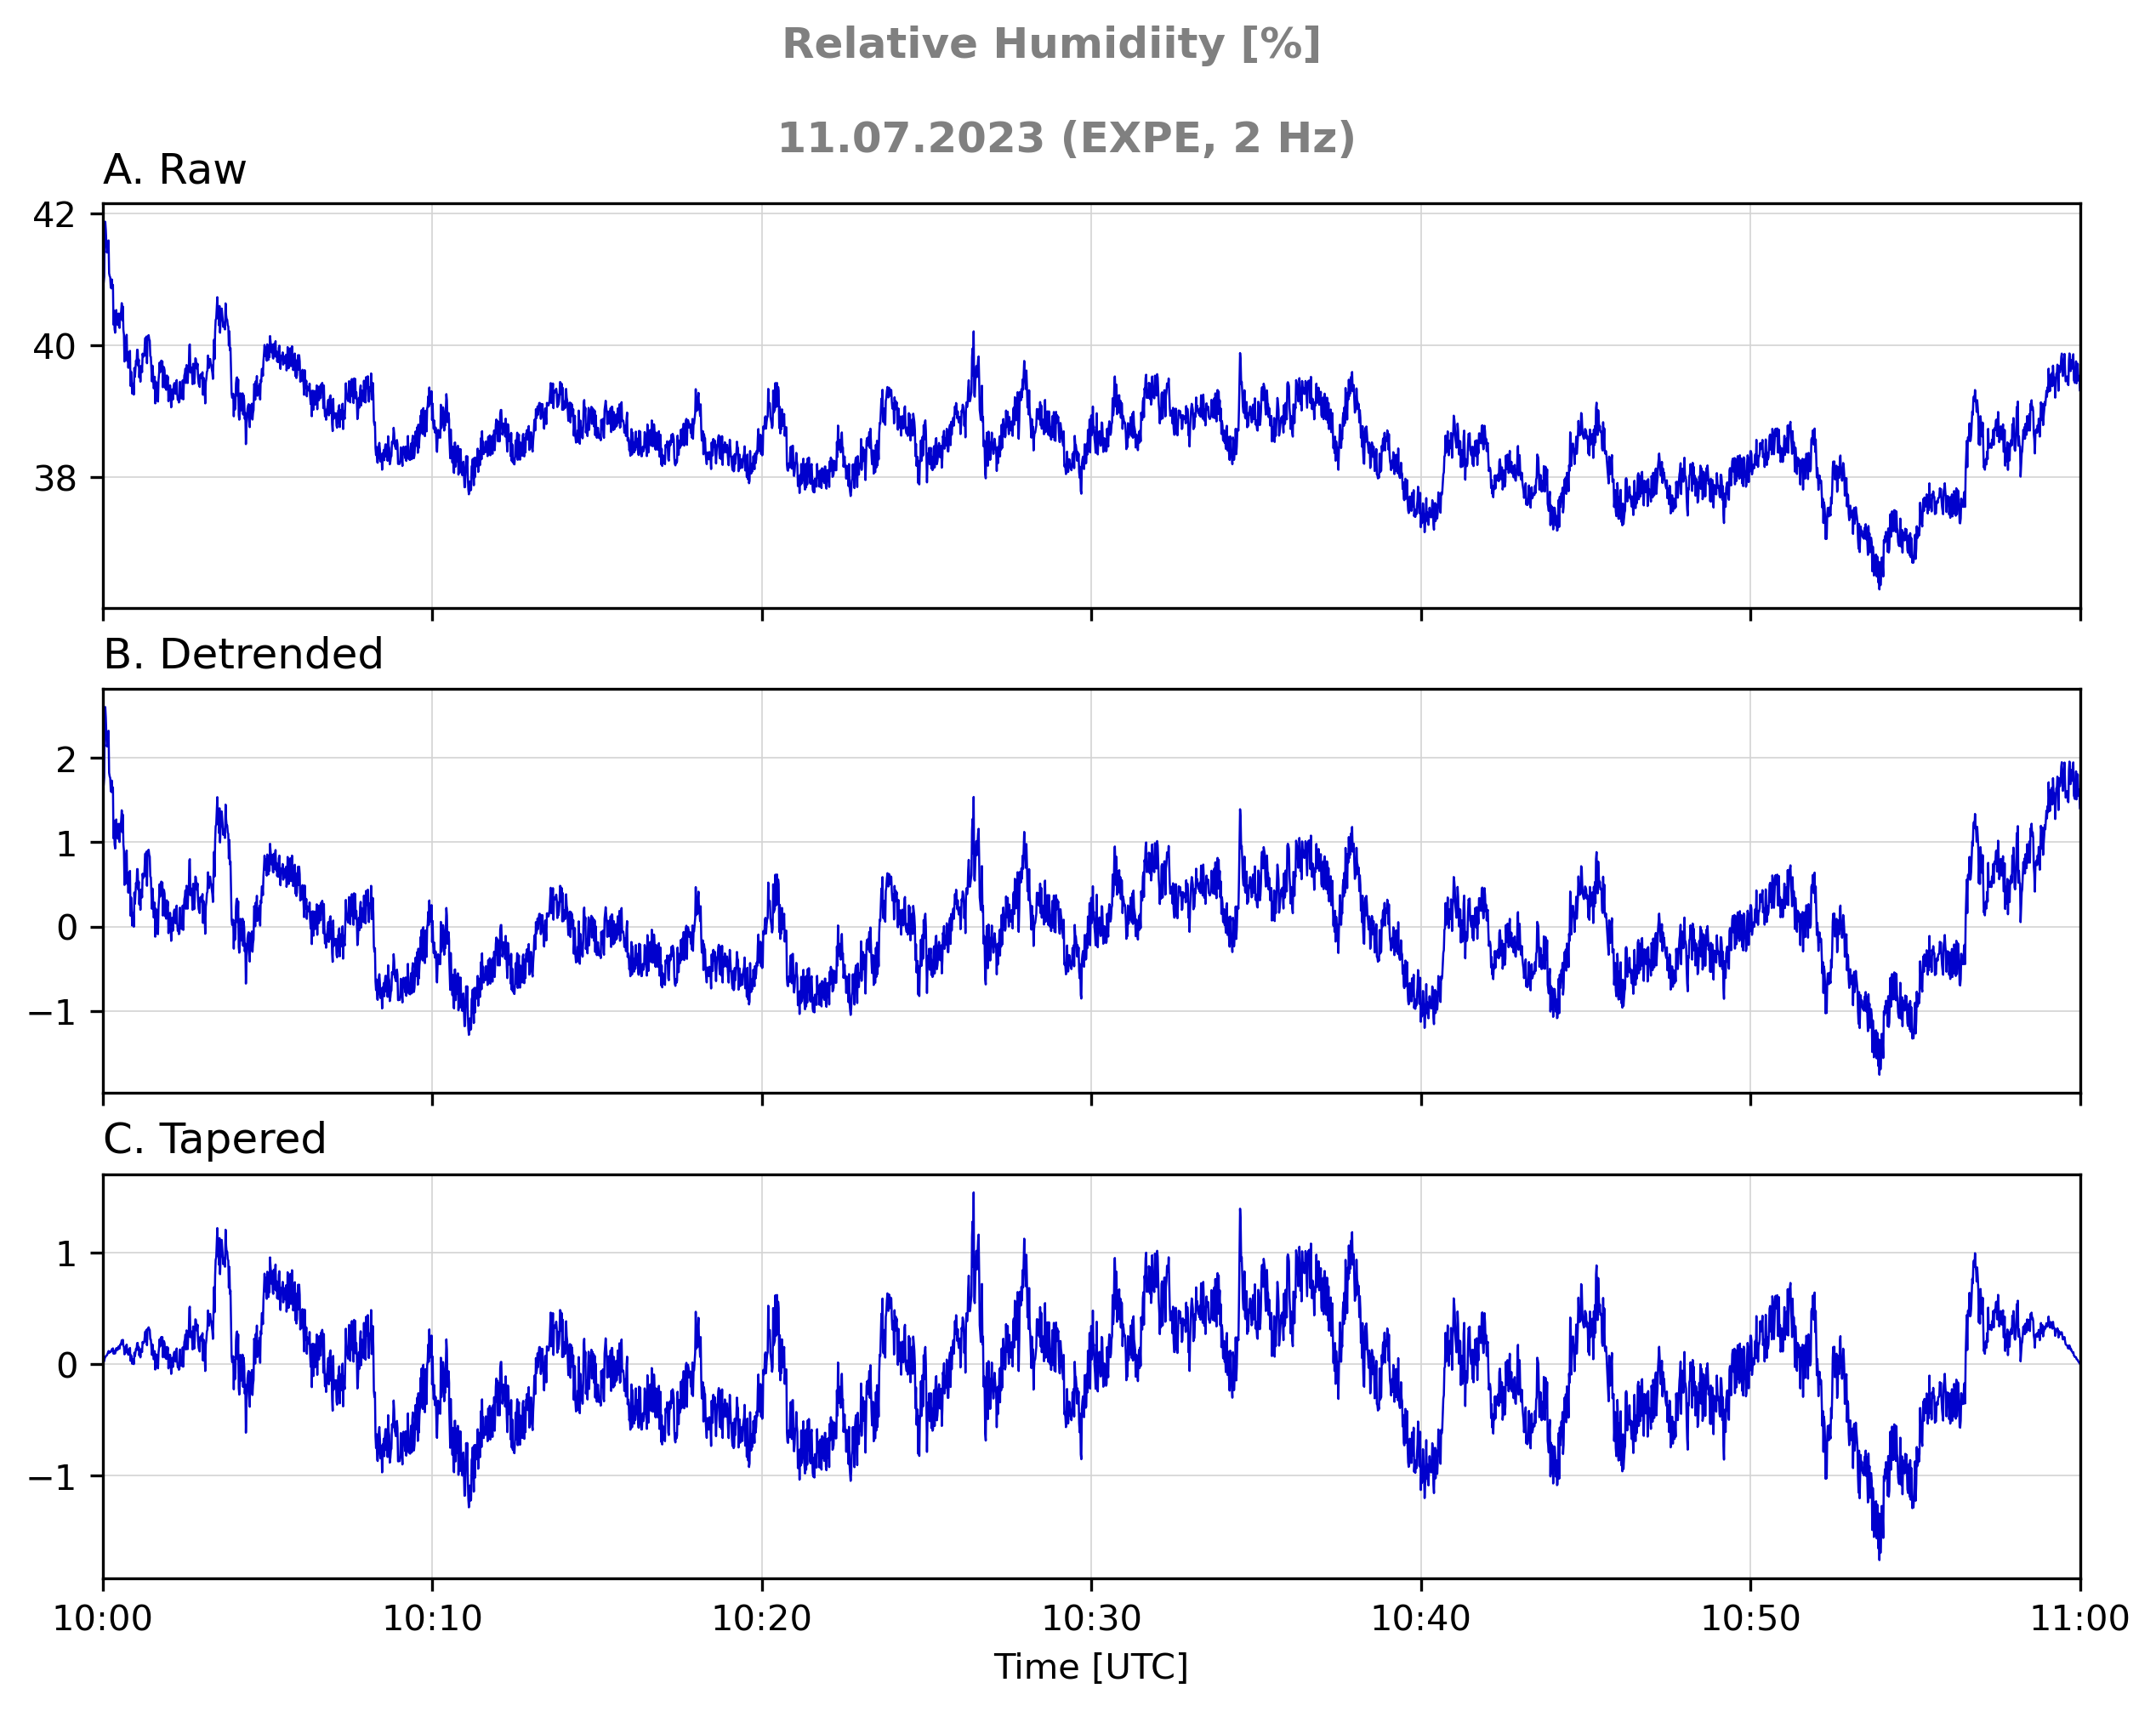 Relative Humidiity [%]
11.07.2023 (EXPE, 2 Hz)
A. Raw
42
40
38
B. Detrended
2
1
0
−1
C. Tapered
1
0
−1
10:00 10:10 10:20 10:30 10:40 10:50 11:00
Time [UTC]